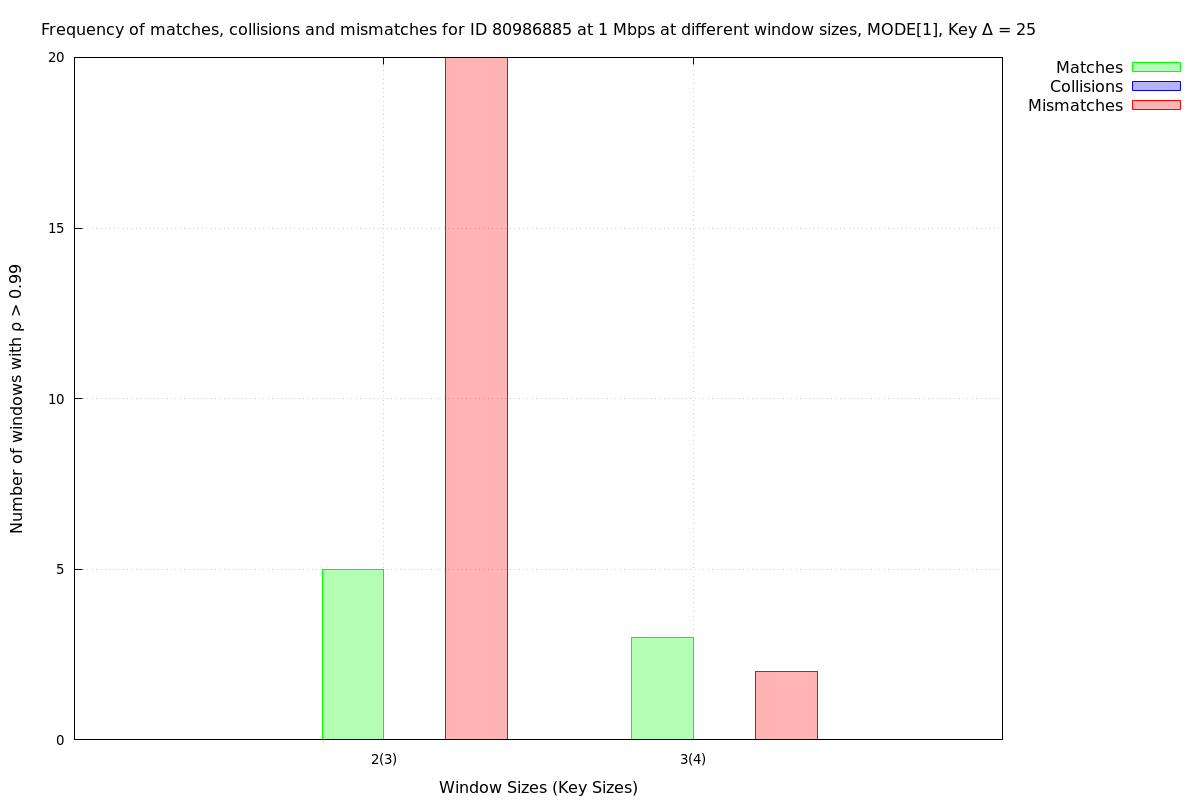 Frequency of matches, collisions and mismatches for ID 80986885 at 1 Mbps at different window sizes, MODE[1], Key Δ = 25
Matches
Collisions
Mismatches
20
15
10
5
0
Number of windows with ρ > 0.99
2(3)
3(4)
Window Sizes (Key Sizes)